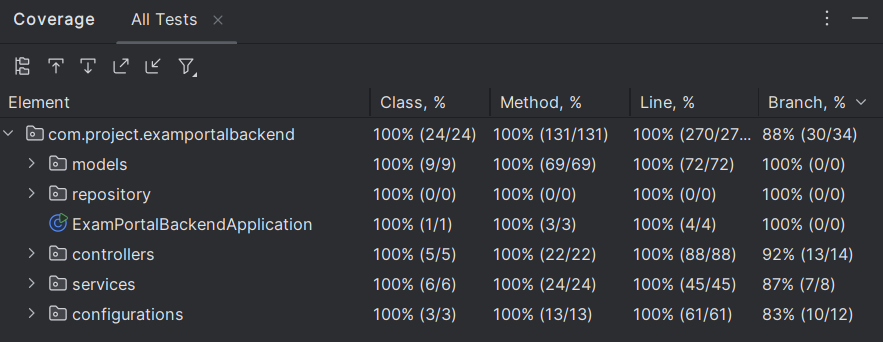 Coverage All Tests
Element Class, % Method, % Line, % Branch, %
com.project.examportalbackend 100% (24/24) 100% (131/131) 100% (270/27... 88% (30/34)
models 100% (9/9) 100% (69/69) 100% (72/72) 100% (0/0)
repository 100% (0/0) 100% (0/0) 100% (0/0) 100% (0/0)
ExamPortalBackendApplication 100% (1/1) 100% (3/3) 100% (4/4) 100% (0/0)
controllers 100% (5/5) 100% (22/22) 100% (88/88) 92% (13/14)
services 100% (6/6) 100% (24/24) 100% (45/45) 87% (7/8)
configurations 100% (3/3) 100% (13/13) 100% (61/61) 83% (10/12)